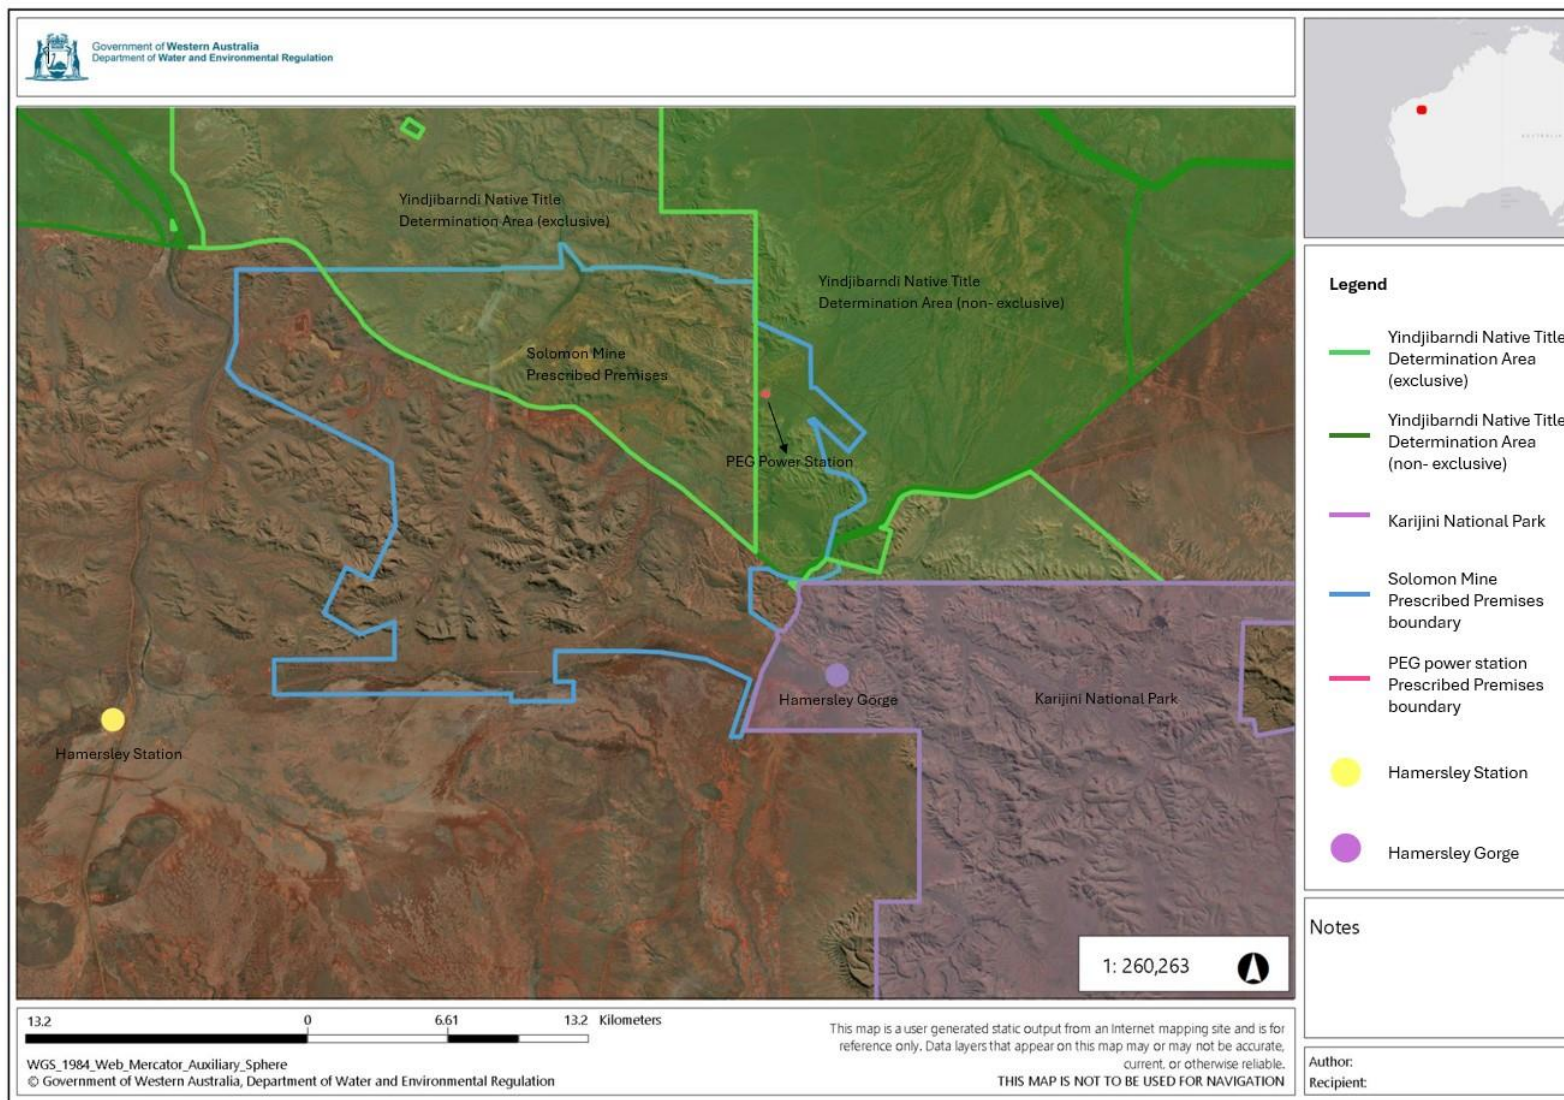 Government of Western Australia
Department of Water and Environmental Regulation
Yindjibarndi Native Title
Determination Area (exclusive)
Yindjibarndi Native Title
Determination Area (non- exclusive)
Solomon Mine
Prescribed Premises
PEG Power Station
Hamersley Gorge
Karijini National Park
Hamersley Station
1: 260,263
Legend
Yindjibarndi Native Title
Determination Area
(exclusive)
Yindjibarndi Native Title
Determination Area
(non- exclusive)
Karijini National Park
Solomon Mine
Prescribed Premises
boundary
PEG power station
Prescribed Premises
boundary
Hamersley Station
Hamersley Gorge
Notes
Author:
Recipient:
13.2 0 6.61 13.2 Kilometers
WGS_1984_Web_Mercator_Auxiliary_Sphere
© Government of Western Australia, Department of Water and Environmental Regulation
This map is a user generated static output from an Internet mapping site and is for
reference only. Data layers that appear on this map may or may not be accurate,
current, or otherwise reliable.
THIS MAP IS NOT TO BE USED FOR NAVIGATION